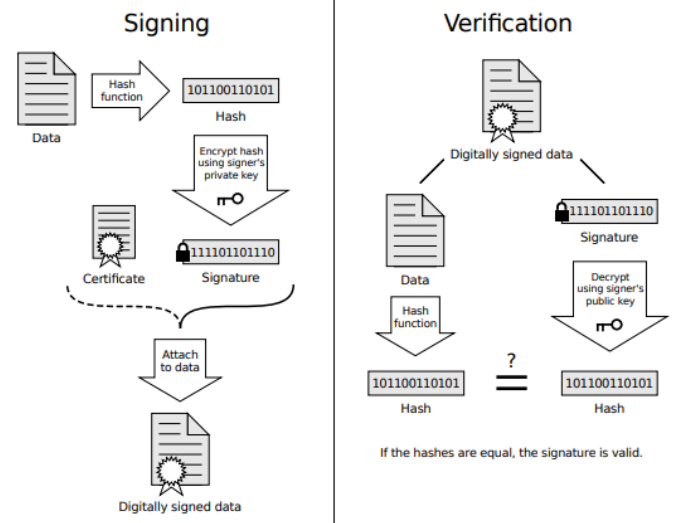 Signing
Data
Hash
function
101100110101
Hash
Encrypt hash
using signer's
private key
Certificate
111101101110
Signature
Attach
to data
Digitally signed data
Verification
Digitally signed data
Data
111101101110
Signature
Hash
function
Decrypt
using signer's
public key
101100110101
Hash
?
=
101100110101
Hash
If the hashes are equal, the signature is valid.